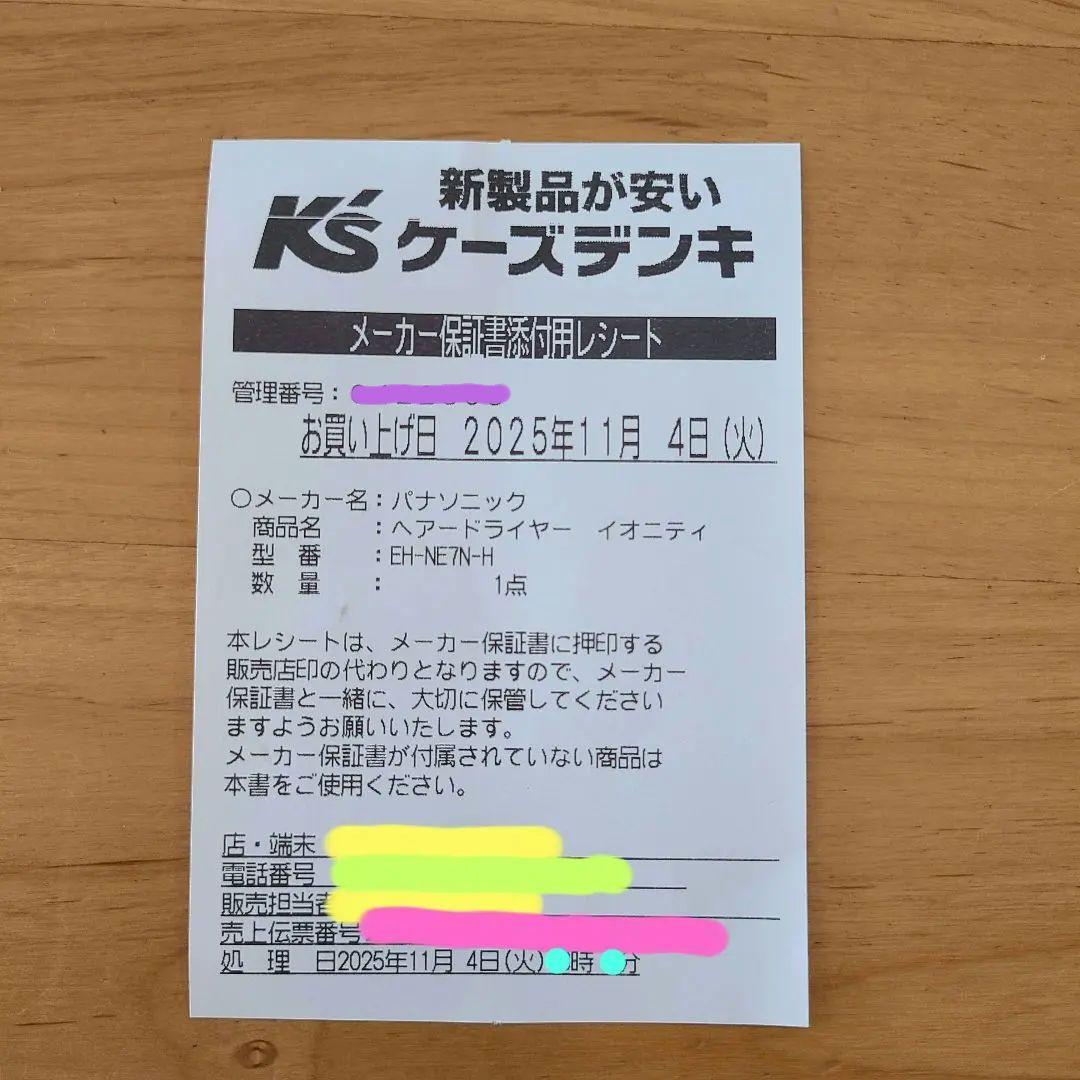 新製品が安い
K's ケーズデンキ
メーカー保証書添付用レシート
管理番号：
お買い上げ日 2025年11月 4日(火)
○メーカー名：パナソニック
商品名 ：ヘアードライヤー イオニティ
型 番 ：EH-NE7N-H
数 量 ： 1点
本レシートは、メーカー保証書に押印する
販売店印の代わりとなりますので、メーカー
保証書と一緒に、大切に保管してください
ますようお願いいたします。
メーカー保証書が付属されていない商品は
本書をご使用ください。
店・端末
電話番号
販売担当者
売上伝票番号
処 理 日2025年11月 4日(火) 時 分